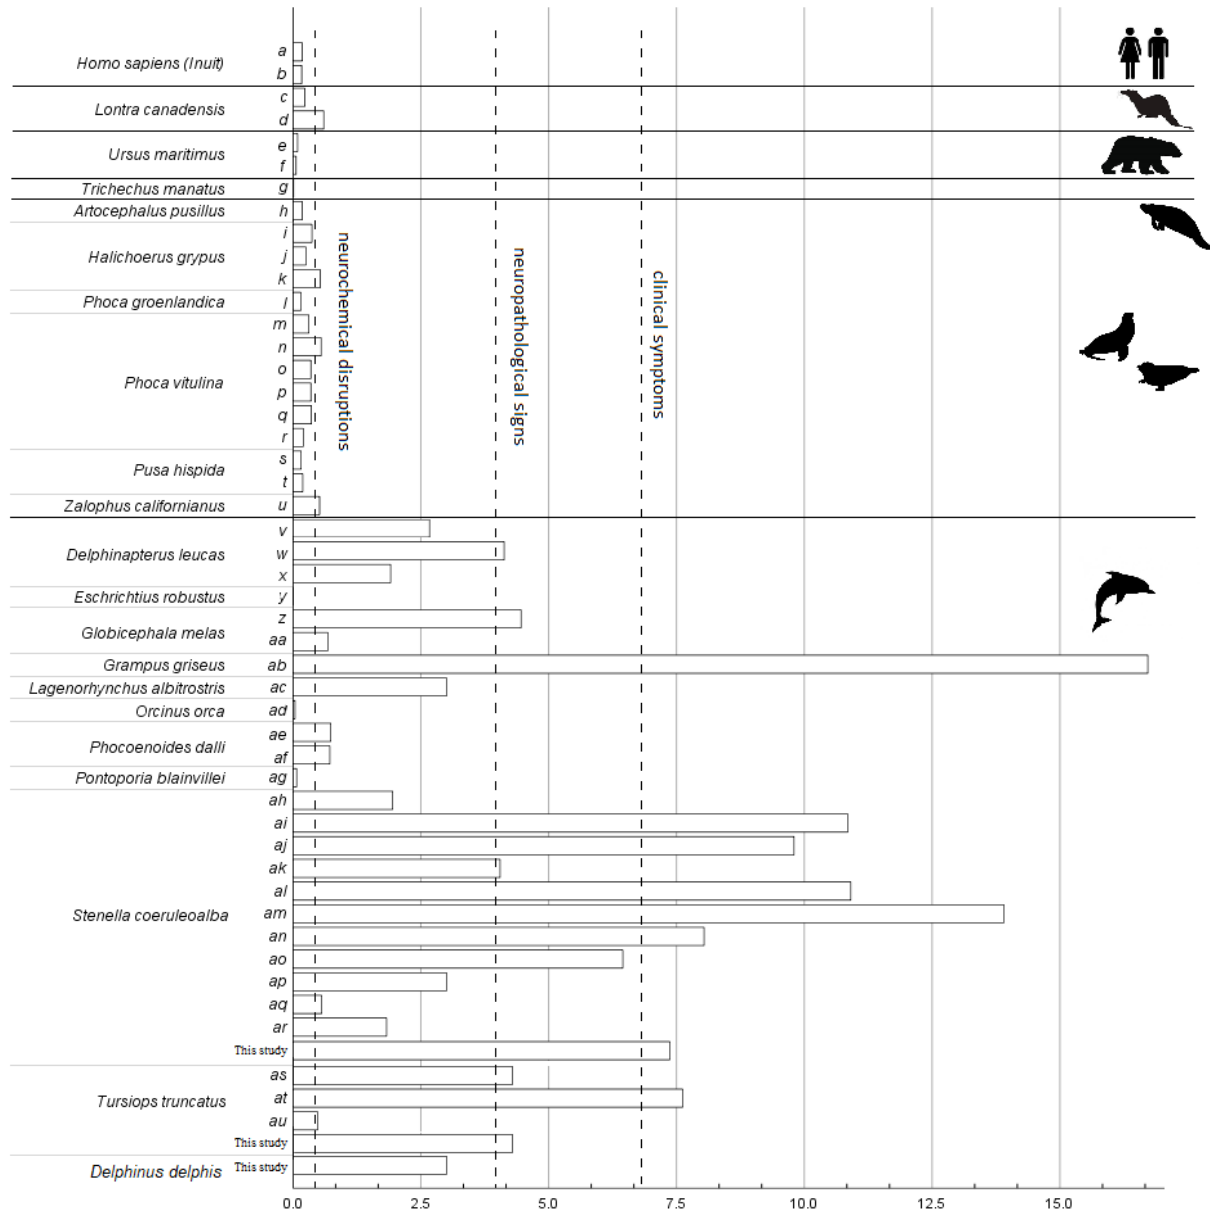 a
Homo sapiens (Inuit)
b
c
Lontra canadensis
d
e
Ursus maritimus
f
Trichechus manatus g
Artocephalus pusillus h
i
Halichoerus grypus j
k
Phoca groenlandica l
m
n
o
Phoca vitulina
p
q
r
s
Pusa hispida
t
Zalophus californianus u
neurochemical disruptions
neuropathological signs
clinical symptoms
v
Delphinapterus leucas w
x
Eschrichtius robustus y
z
Globicephala melas
aa
Grampus griseus ab
Lagenorhynchus albitrostris ac
Orcinus orca ad
ae
Phocoenoides dalli
af
Pontoporia blainvillei ag
ah
ai
aj
ak
al
Stenella coeruleoalba am
an
ao
ap
aq
ar
This study
as
Tursiops truncatus at
au
This study
Delphinus delphis This study
0.0 2.5 5.0 7.5 10.0 12.5 15.0